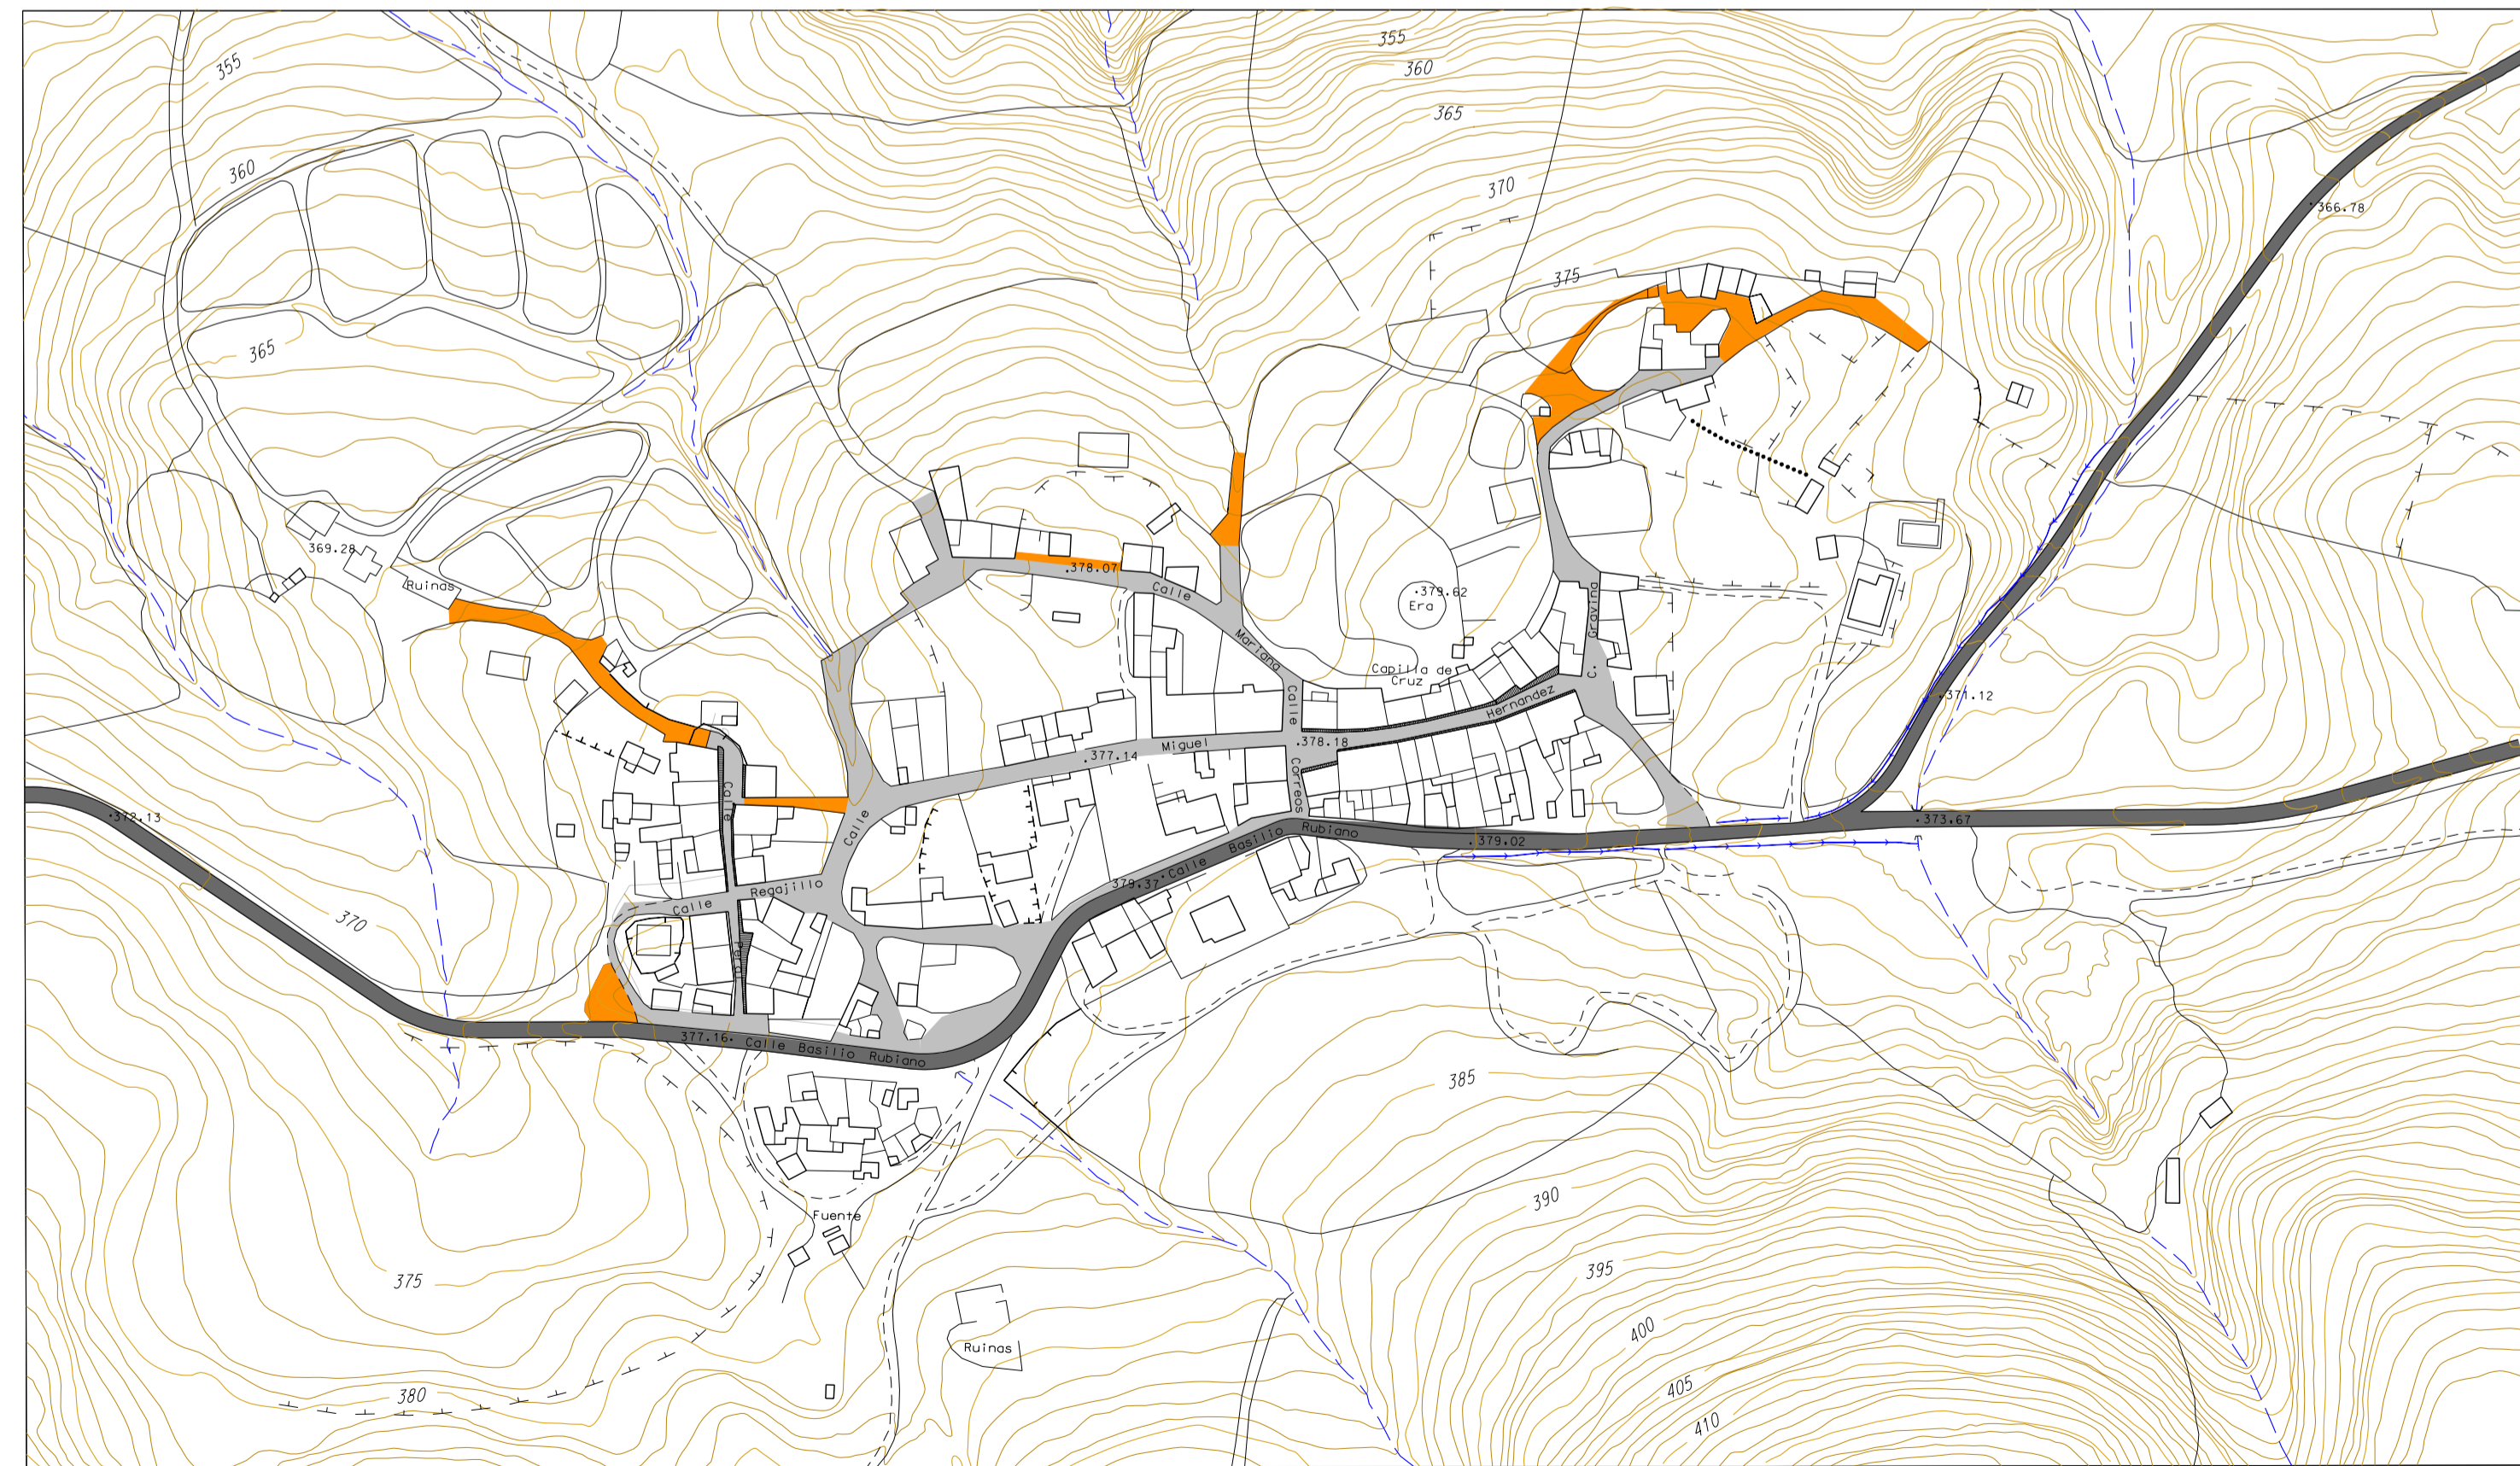 355
355
360
365
360
370
366.78
375
365
369.28
Ruinas
.378.07
Calle
Mariana
.379.62
Era
C. Gravina
Capilla de
Cruz
Calle
Correos
Hernandez
.371.12
.378.18
Miguel
.377.14
Calle
Calle
.372.13
.373.67
.379.02
Calle Basilio Rubiano
379.37.
Regajillo
Calle
370
Peral
377.16.
Calle Basilio Rubiano
385
390
Fuente
395
375
400
Ruinas
405
380
410